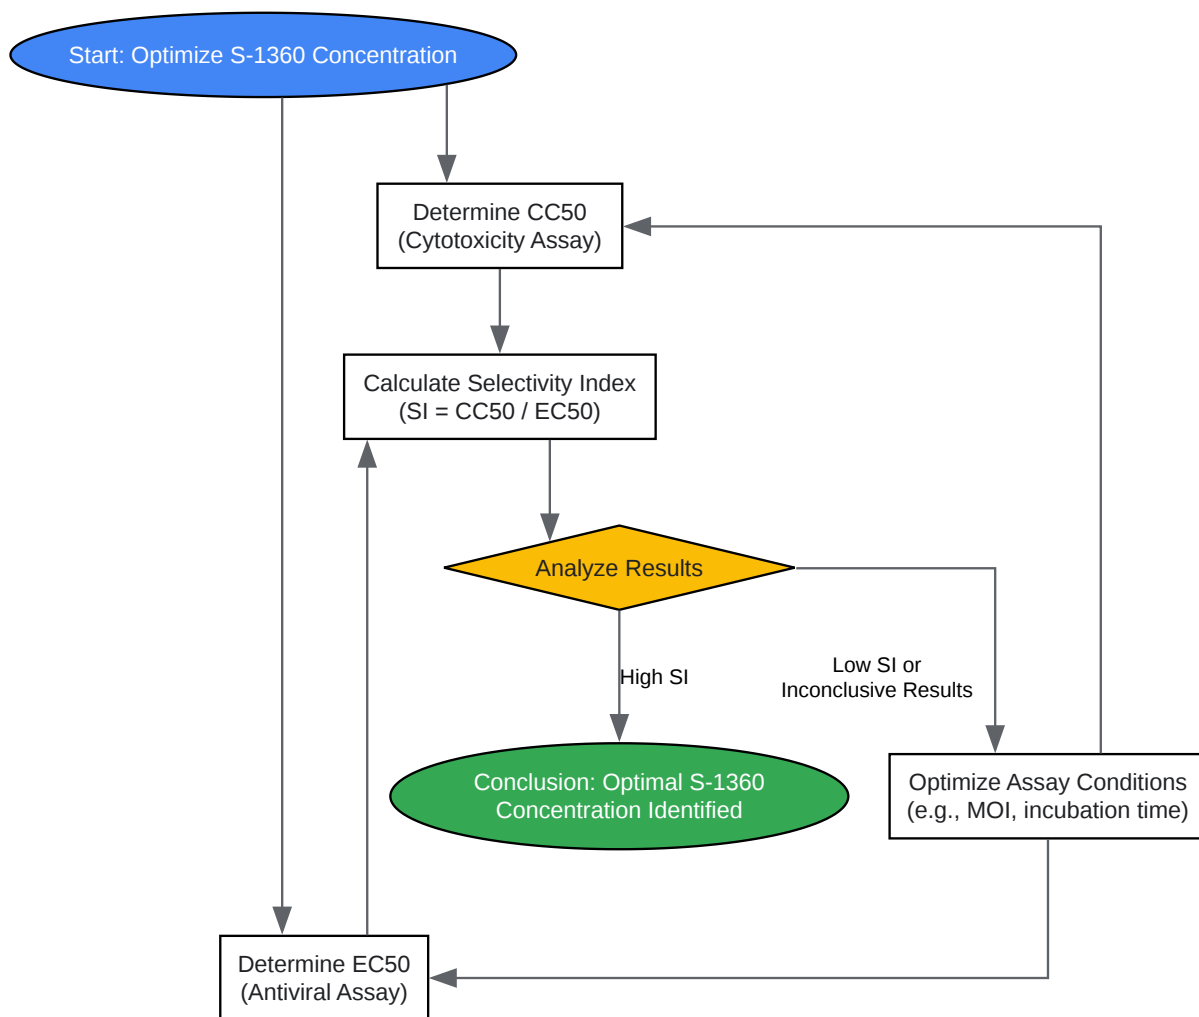 Start: Optimize S-1360 Concentration
Determine CC50
(Cytotoxicity Assay)
Calculate Selectivity Index
(SI = CC50 / EC50)
Analyze Results
High SI
Low SI or
Inconclusive Results
Conclusion: Optimal S-1360
Concentration Identified
Optimize Assay Conditions
(e.g., MOI, incubation time)
Determine EC50
(Antiviral Assay)